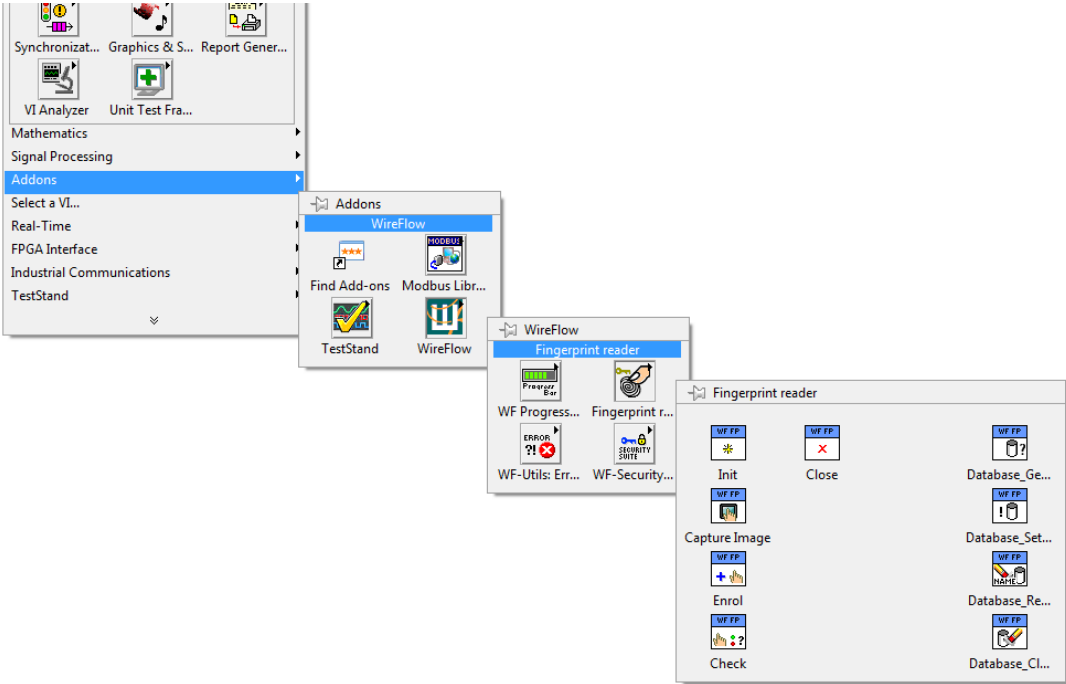 Synchronizat... Graphics & S... Report Gener...
VI Analyzer Unit Test Fra...
Mathematics
Signal Processing
Addons
Select a VI...
Real-Time
FPGA Interface
Industrial Communications
TestStand
Addons
WireFlow
MODBUS
Find Add-ons Modbus Libr...
TestStand WireFlow
WireFlow
Fingerprint reader
Progress
Bar
WF Progress... Fingerprint r...
ERROR
?!
SECURITY
SUITE
WF-Utils: Err... WF-Security...
Fingerprint reader
WF FP WF FP WF FP
?
Init Close Database_Ge...
WF FP WF FP
!
Capture Image Database_Set...
WF FP WF FP
+ NAME
Enrol Database_Re...
WF FP WF FP
:?
Check Database_Cl...